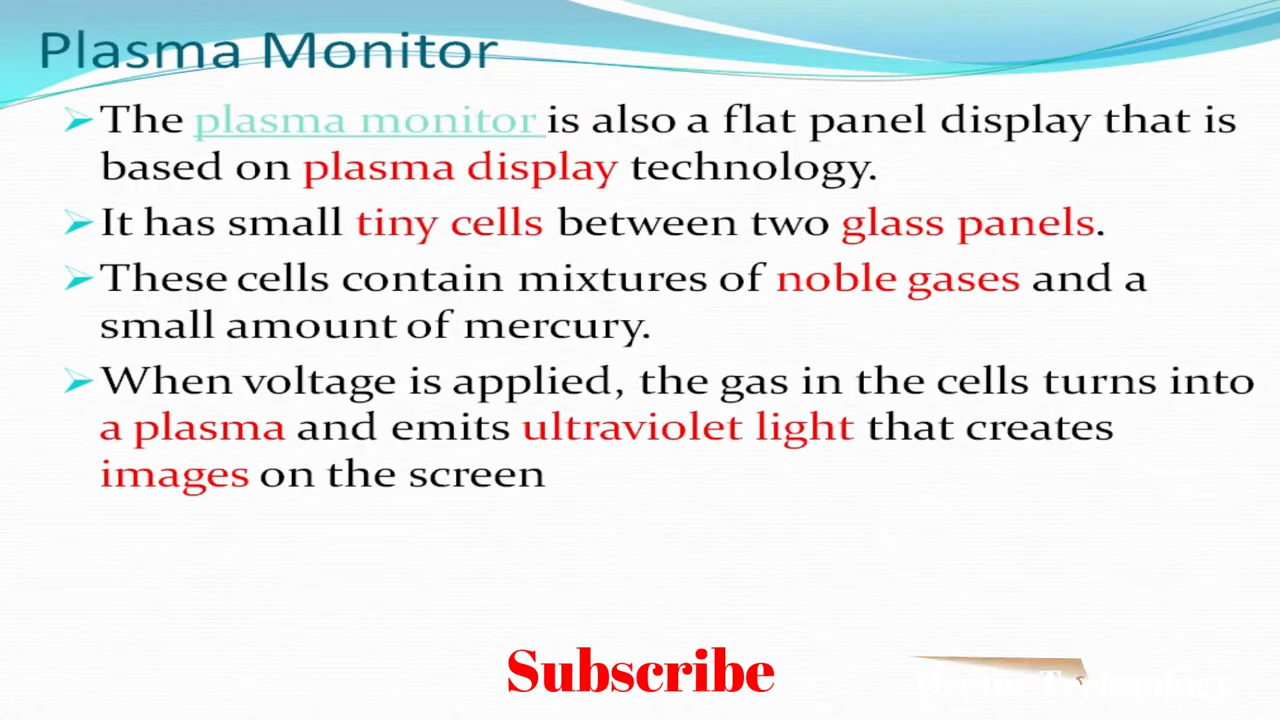 Plasma Monitor
The plasma monitor is also a flat panel display that is
based on plasma display technology.
It has small tiny cells between two glass panels.
These cells contain mixtures of noble gases and a
small amount of mercury.
When voltage is applied, the gas in the cells turns into
a plasma and emits ultraviolet light that creates
images on the screen
Subscribe
Technology